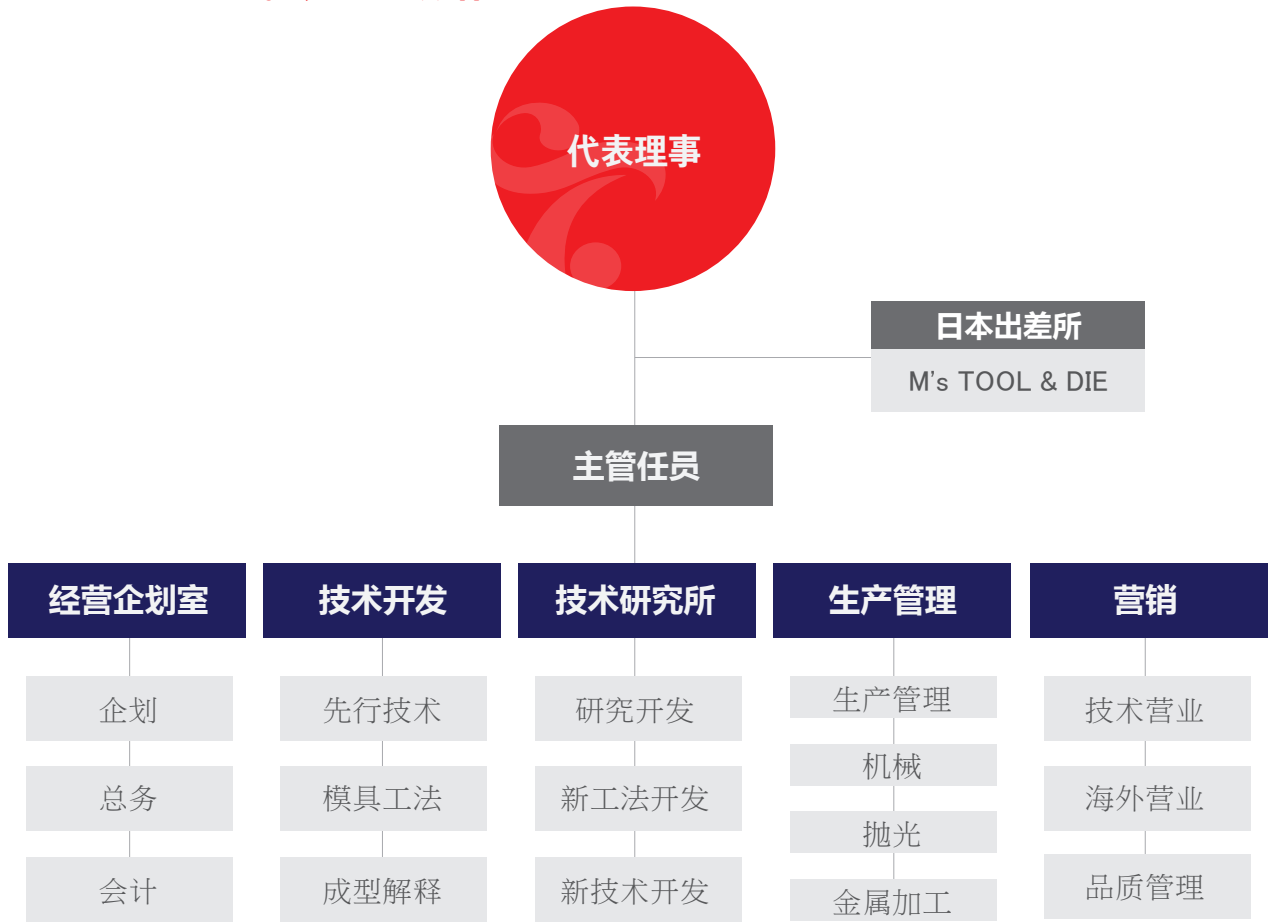 代表理事
日本出差所
M's TOOL & DIE
主管任员
经营企划室
技术开发
技术研究所
生产管理
营销
企划
先行技术
研究开发
生产管理
技术营业
总务
模具工法
新工法开发
机械
海外营业
抛光
会计
成型解释
新技术开发
金属加工
品质管理